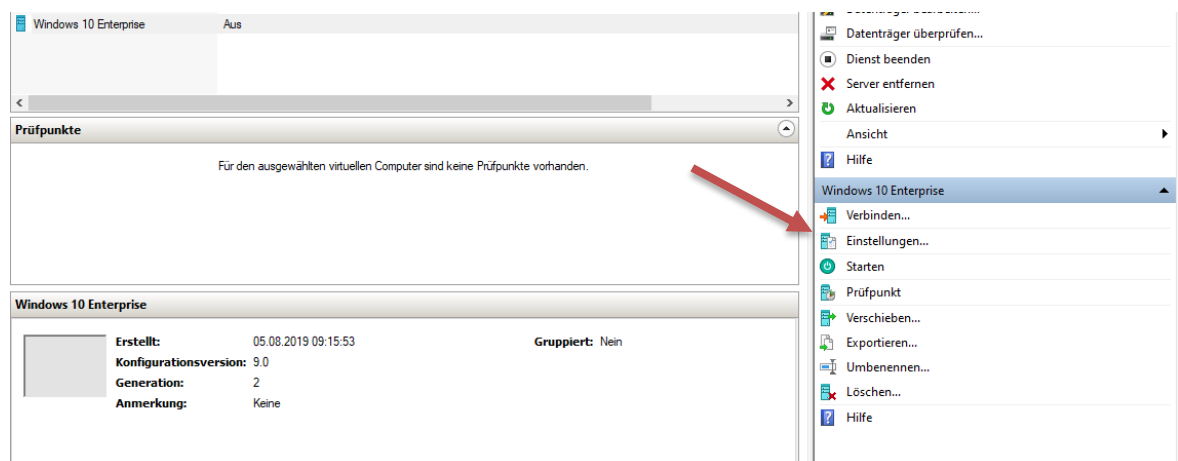 Windows 10 Enterprise Aus
Prüfpunkte
Für den ausgewählten virtuellen Computer sind keine Prüfpunkte vorhanden.
Windows 10 Enterprise
Erstellt: 05.08.2019 09:15:53 Gruppiert: Nein
Konfigurationsversion: 9.0
Generation: 2
Anmerkung: Keine
Datenträger überprüfen...
Dienst beenden
Server entfernen
Aktualisieren
Ansicht
Hilfe
Windows 10 Enterprise
Verbinden...
Einstellungen...
Starten
Prüfpunkt
Verschieben...
Exportieren...
Umbenennen...
Löschen...
Hilfe